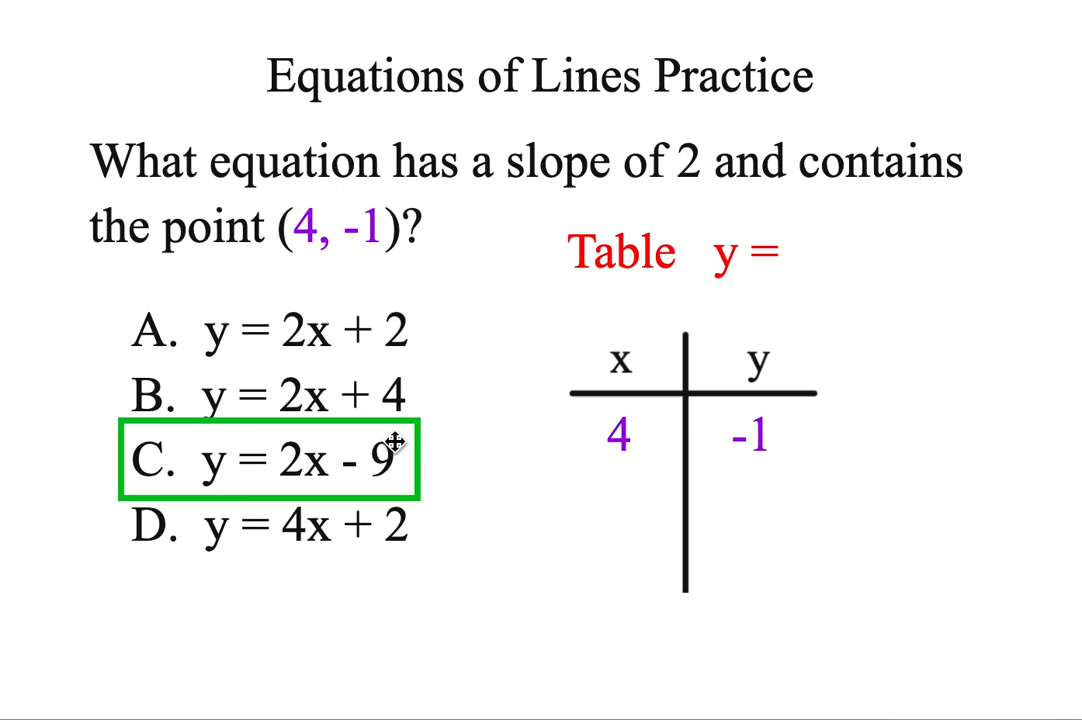 Equations of Lines Practice
What equation has a slope of 2 and contains
the point (4, -1)?
Table y =
A. y = 2x + 2
B. y = 2x + 4
C. y = 2x - 9
D. y = 4x + 2
x y
4 -1